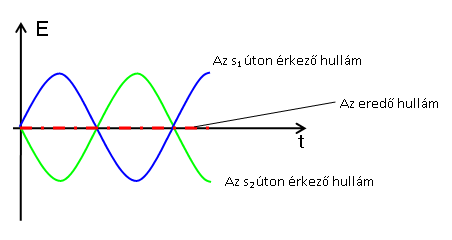 E
Az s₁ úton érkező hullám
Az eredő hullám
t
Az s₂ úton érkező hullám